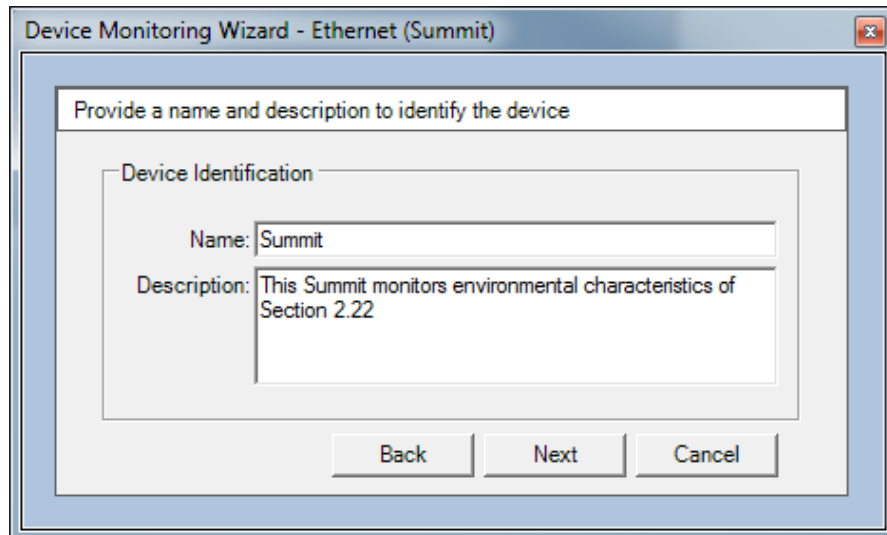 Device Monitoring Wizard - Ethernet (Summit)
Provide a name and description to identify the device
Device Identification
Name: Summit
Description: This Summit monitors environmental characteristics of
Section 2.22
Back Next Cancel